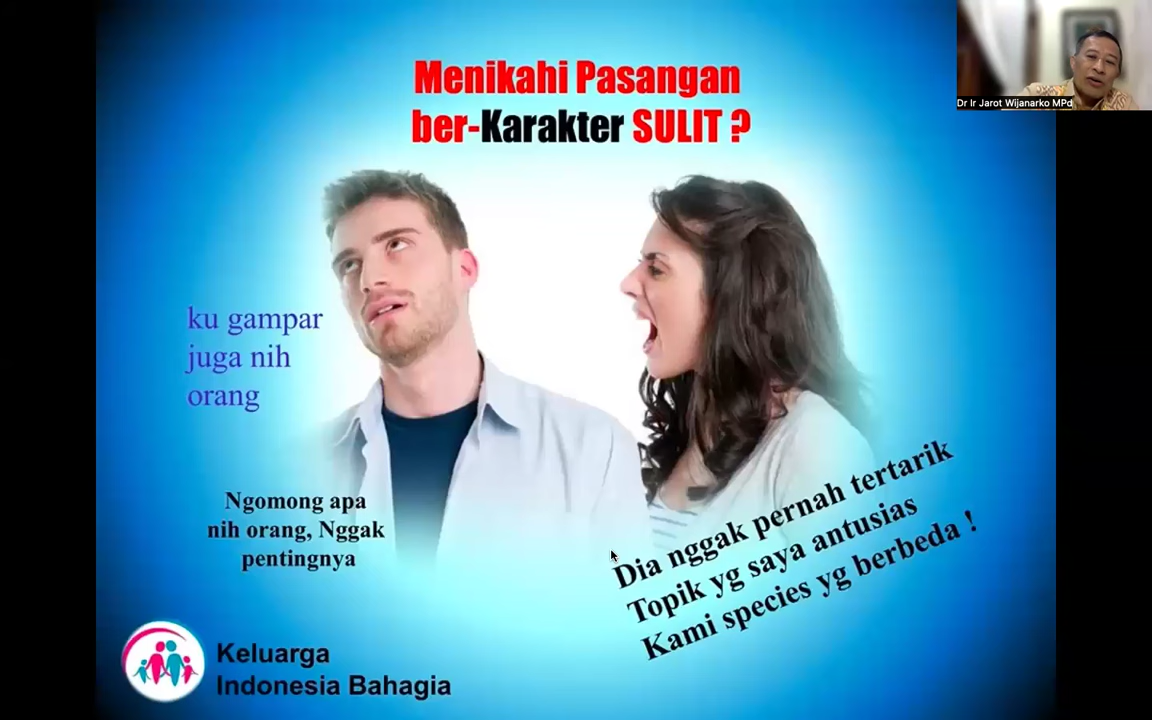 Menikahi Pasangan
ber-Karakter SULIT ?
Dr Ir Jarot Wijanarko MPd
ku gampar
juga nih
orang
Ngomong apa
nih orang, Nggak
pentingnya
Dia nggak pernah tertarik
Topik yg saya antusias
Kami species yg berbeda !
Keluarga
Indonesia Bahagia